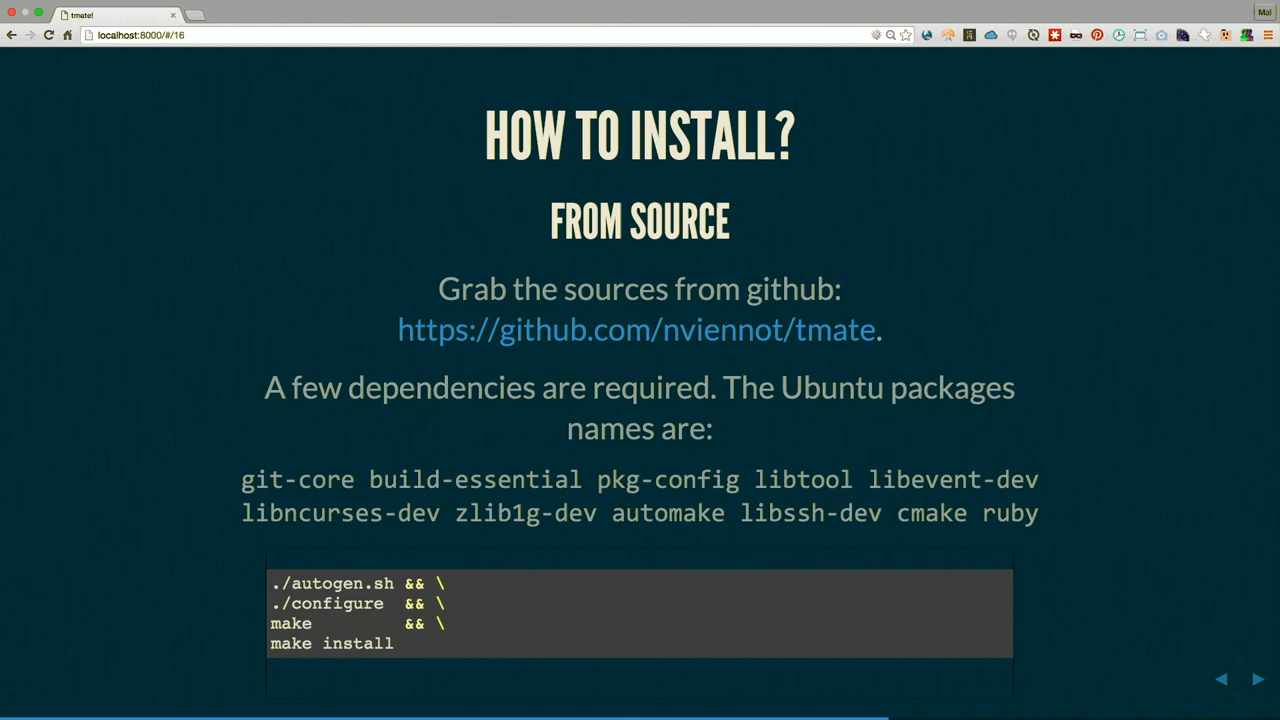 tmate!
Mal
localhost:8000/#/16
HOW TO INSTALL?
FROM SOURCE
Grab the sources from github:
https://github.com/nviennot/tmate.
A few dependencies are required. The Ubuntu packages
names are:
git-core build-essential pkg-config libtool libevent-dev
libncurses-dev zlib1g-dev automake libssh-dev cmake ruby
./autogen.sh && \
./configure  && \
make         && \
make install